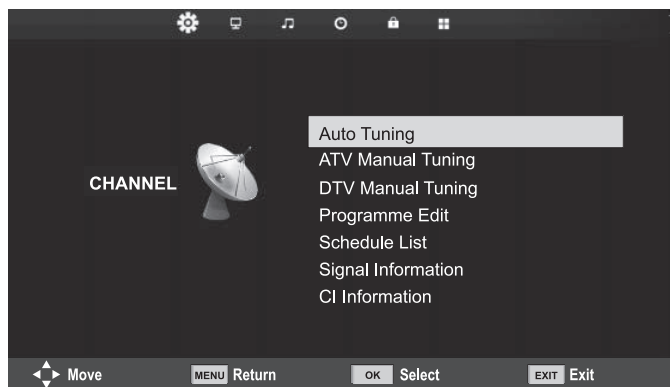 CHANNEL
Auto Tuning
ATV Manual Tuning
DTV Manual Tuning
Programme Edit
Schedule List
Signal Information
CI Information
Move MENU Return OK Select EXIT Exit